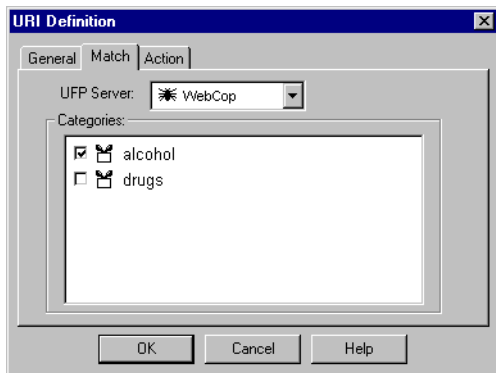 URI Definition
General Match Action
UFP Server: WebCop
Categories:
alcohol
drugs
OK Cancel Help